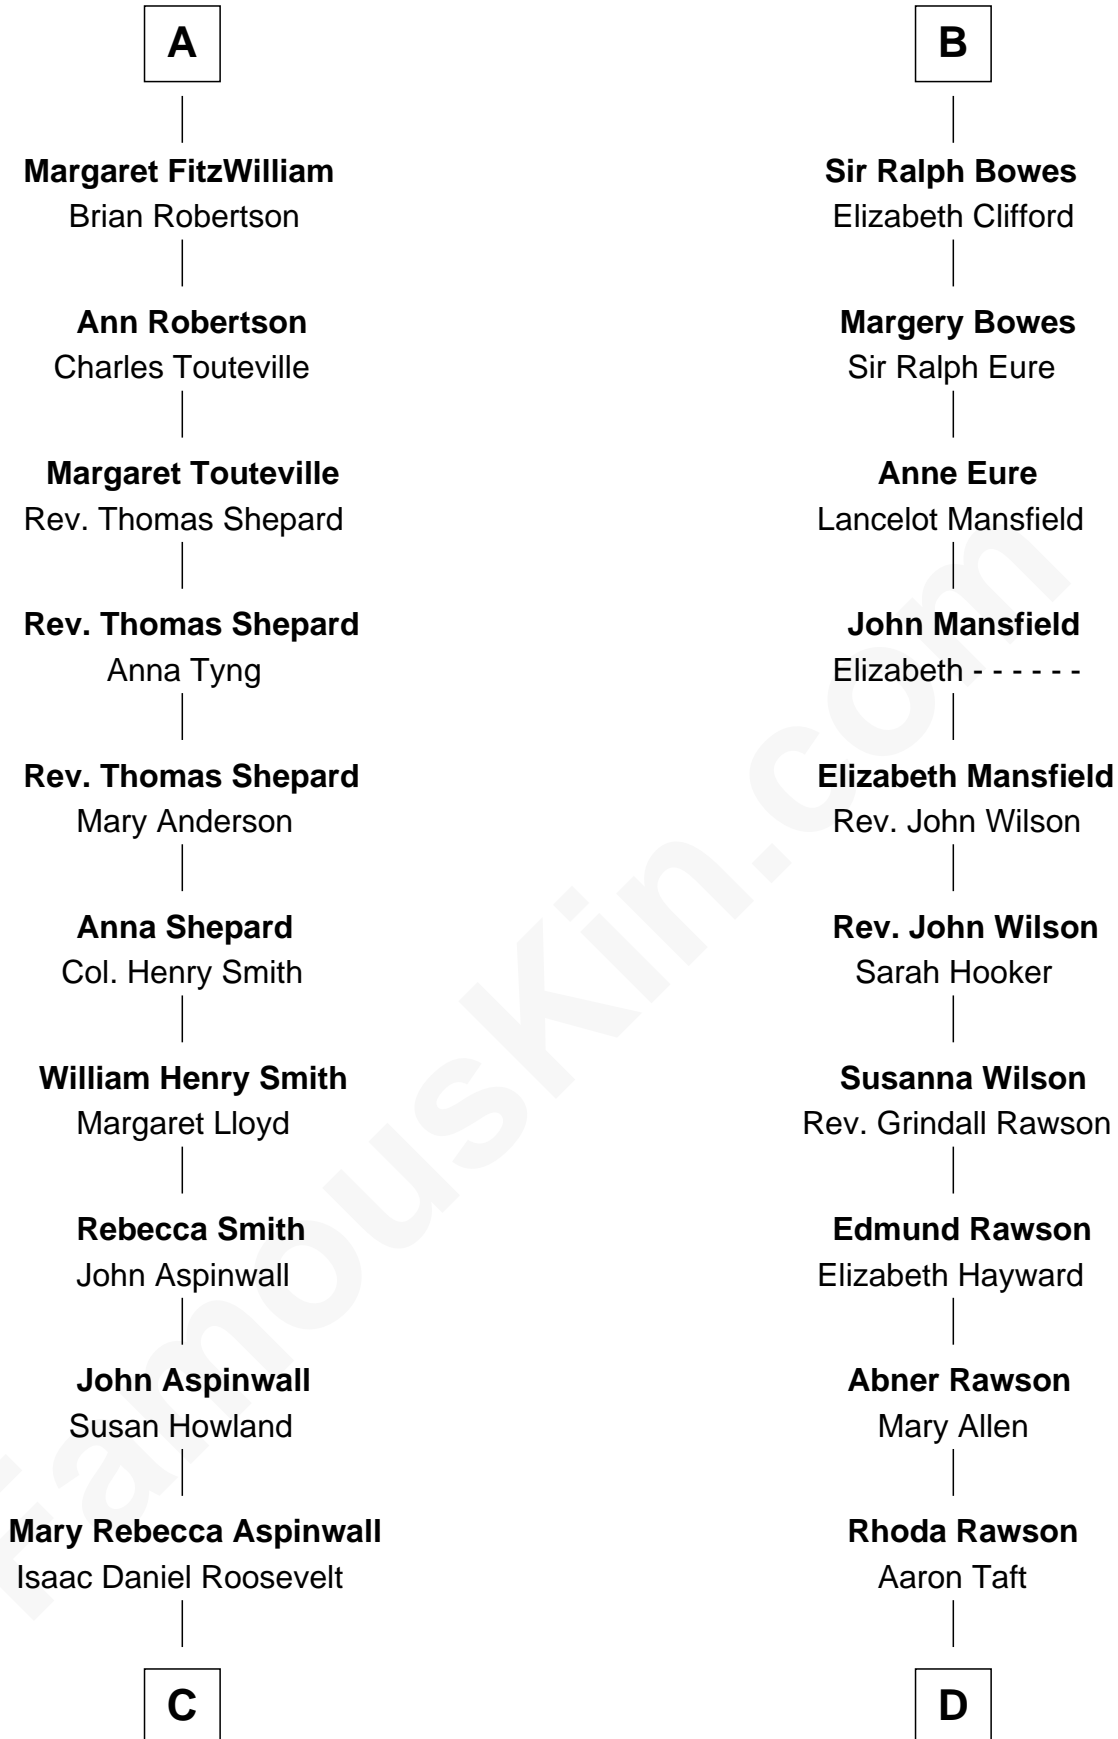 A
Margaret FitzWilliam
Brian Robertson
Ann Robertson
Charles Touteville
Margaret Touteville
Rev. Thomas Shepard
Rev. Thomas Shepard
Anna Tyng
Rev. Thomas Shepard
Mary Anderson
Anna Shepard
Col. Henry Smith
William Henry Smith
Margaret Lloyd
Rebecca Smith
John Aspinwall
John Aspinwall
Susan Howland
Mary Rebecca Aspinwall
Isaac Daniel Roosevelt
C
B
Sir Ralph Bowes
Elizabeth Clifford
Margery Bowes
Sir Ralph Eure
Anne Eure
Lancelot Mansfield
John Mansfield
Elizabeth - - - - - -
Elizabeth Mansfield
Rev. John Wilson
Rev. John Wilson
Sarah Hooker
Susanna Wilson
Rev. Grindall Rawson
Edmund Rawson
Elizabeth Hayward
Abner Rawson
Mary Allen
Rhoda Rawson
Aaron Taft
D
FamousKin.com